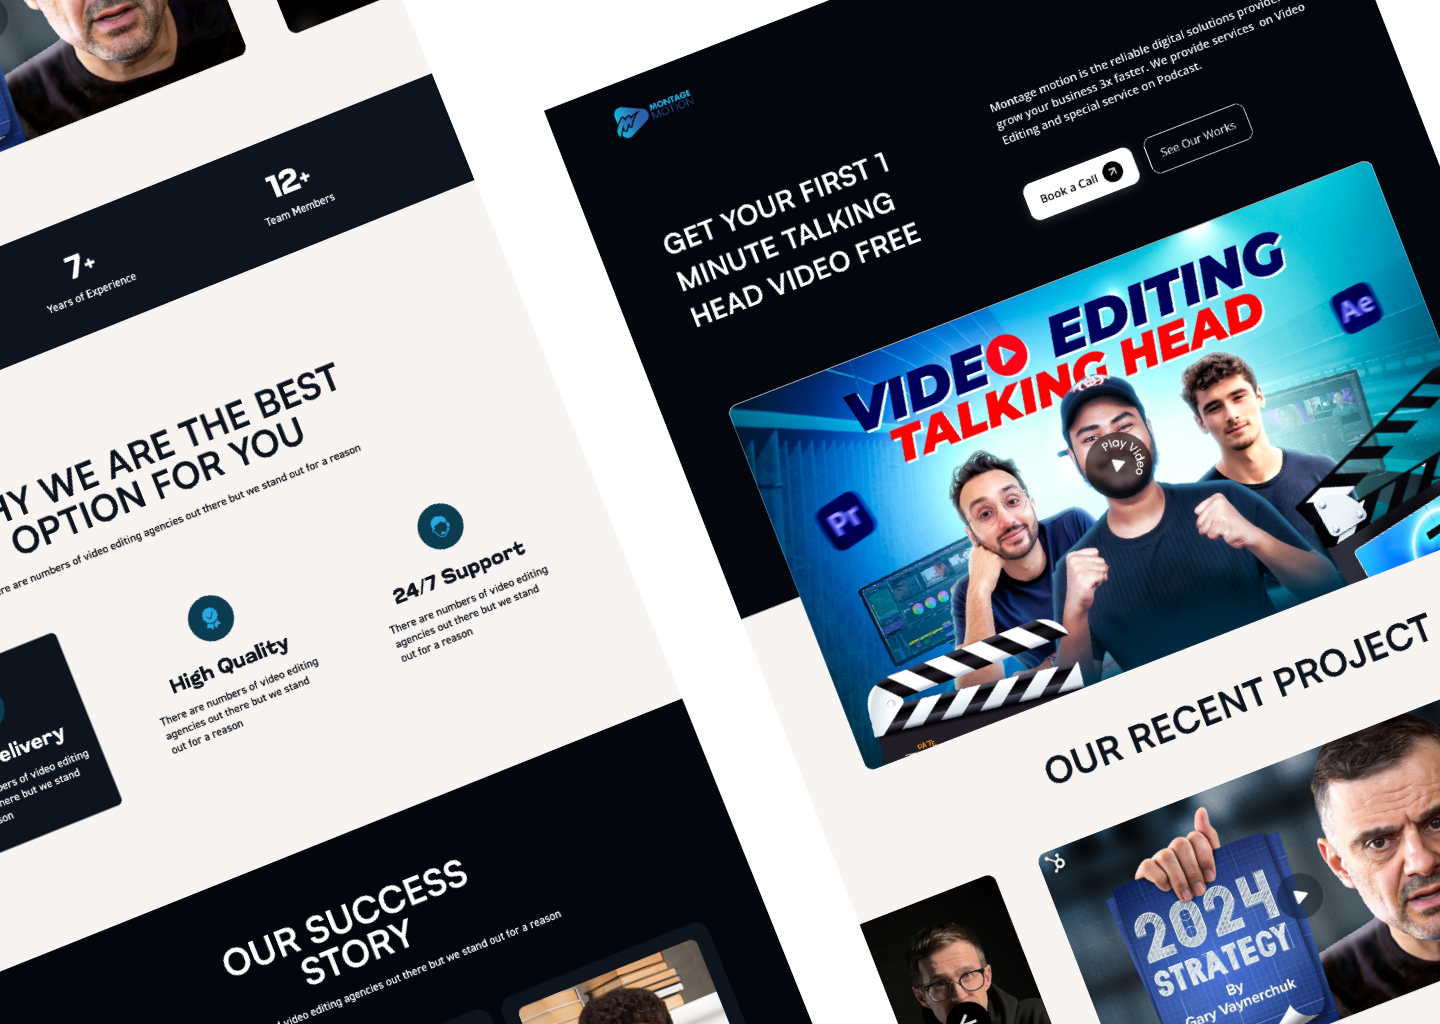 12+
Team Members
7+
Years of Experience
WE ARE THE BEST
OPTION FOR YOU
are numbers of video editing agencies out there but we stand out for a reason
24/7 Support
There are numbers of video editing
agencies out there but we stand
out for a reason
High Quality
There are numbers of video editing
agencies out there but we stand
out for a reason
of video editing
but we stand
OUR SUCCESS
STORY
video editing agencies out there but we stand out for a reason
MONTAGE
MOTION
Montage motion is the reliable digital solutions
grow your business 3x faster. We provide services on Video
Editing and special service on Podcast.
Book a Call
See Our Works
GET YOUR FIRST 1
MINUTE TALKING
HEAD VIDEO FREE
VIDEO EDITING
TALKING HEAD
Ae
Pr
Play Video
OUR RECENT PROJECT
2024
STRATEGY
By
Gary Vaynerchuk